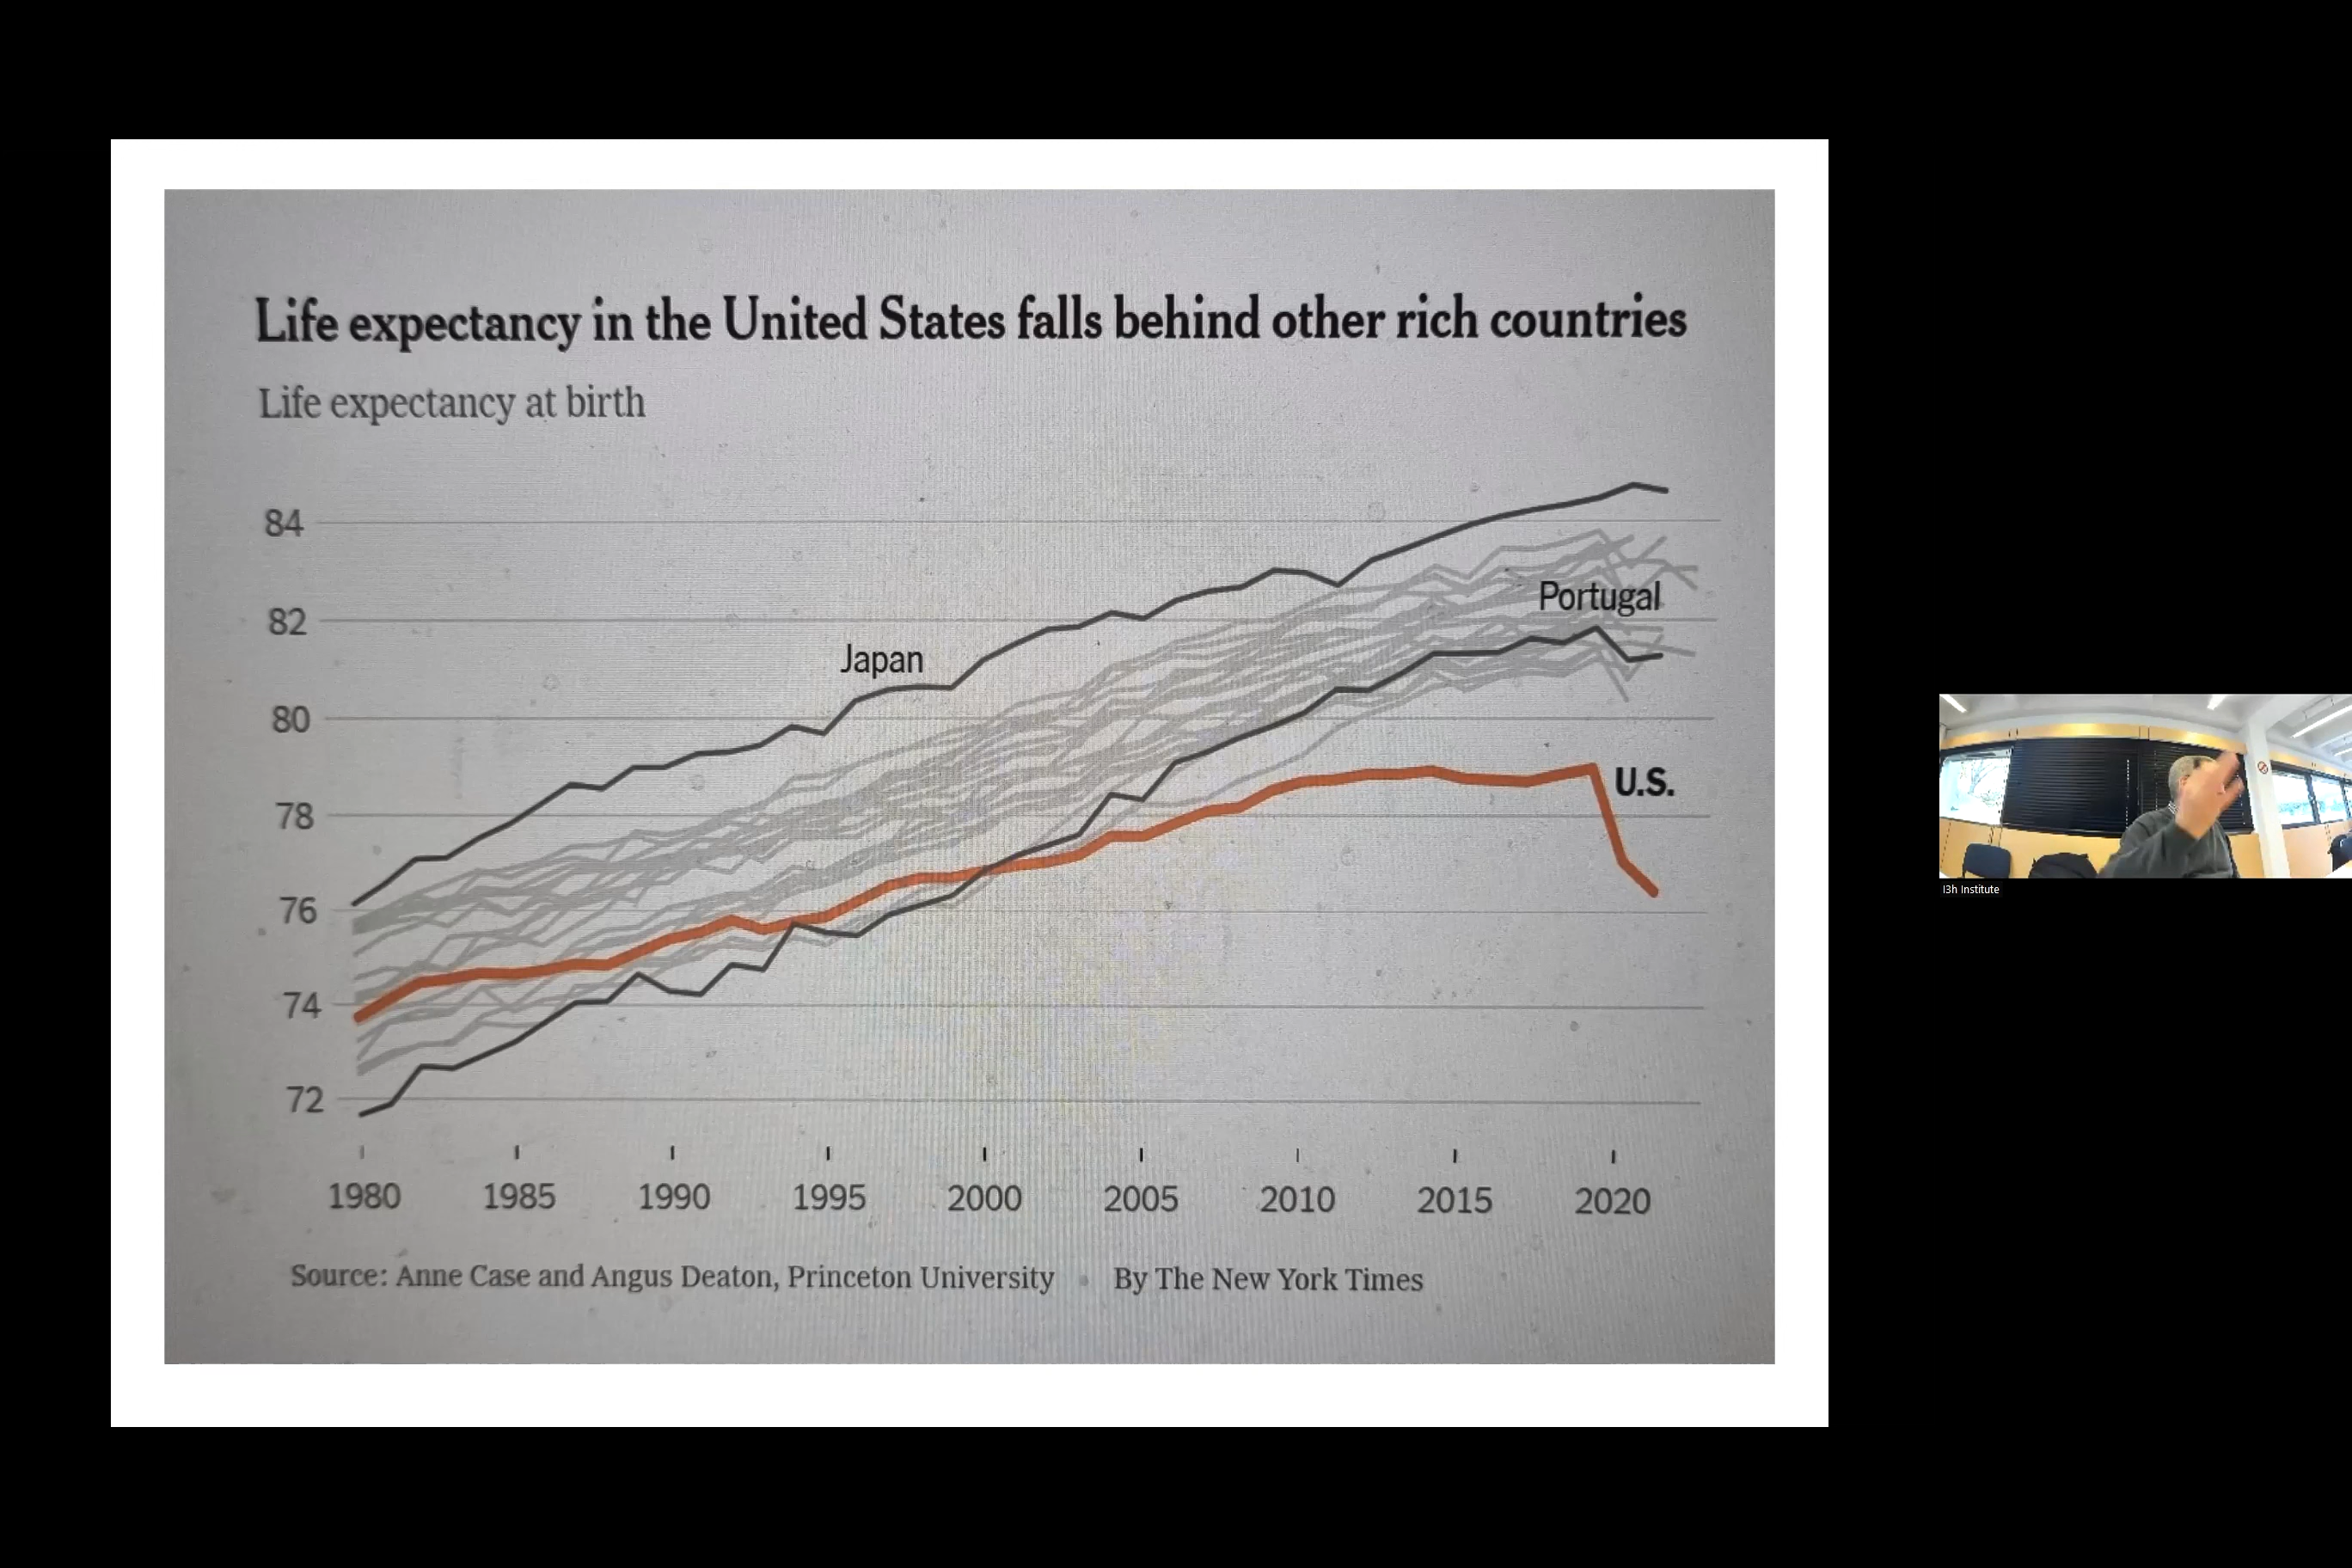 Life expectancy in the United States falls behind other rich countries
Life expectancy at birth
84
82
80
78
76
74
72
Japan
Portugal
U.S.
1980 1985 1990 1995 2000 2005 2010 2015 2020
Source: Anne Case and Angus Deaton, Princeton University • By The New York Times
I3h Institute